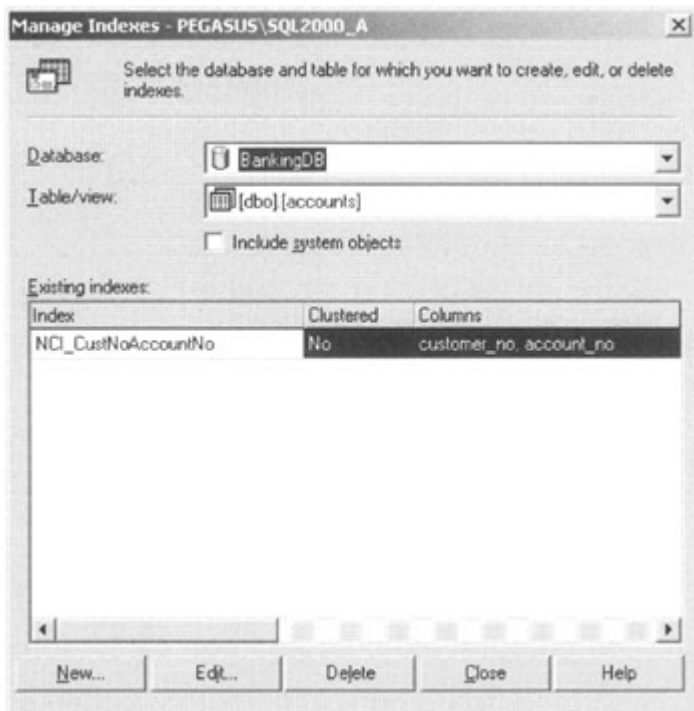 Manage Indexes - PEGASUS\SQL2000_A
Select the database and table for which you want to create, edit, or delete
indexes.
Database:
BankingDB
Table/view:
[dbo].[accounts]
Include system objects
Existing indexes:
Index Clustered Columns
NCI_CustNoAccountNo No customer_no, account_no
New... Edit... Delete Close Help